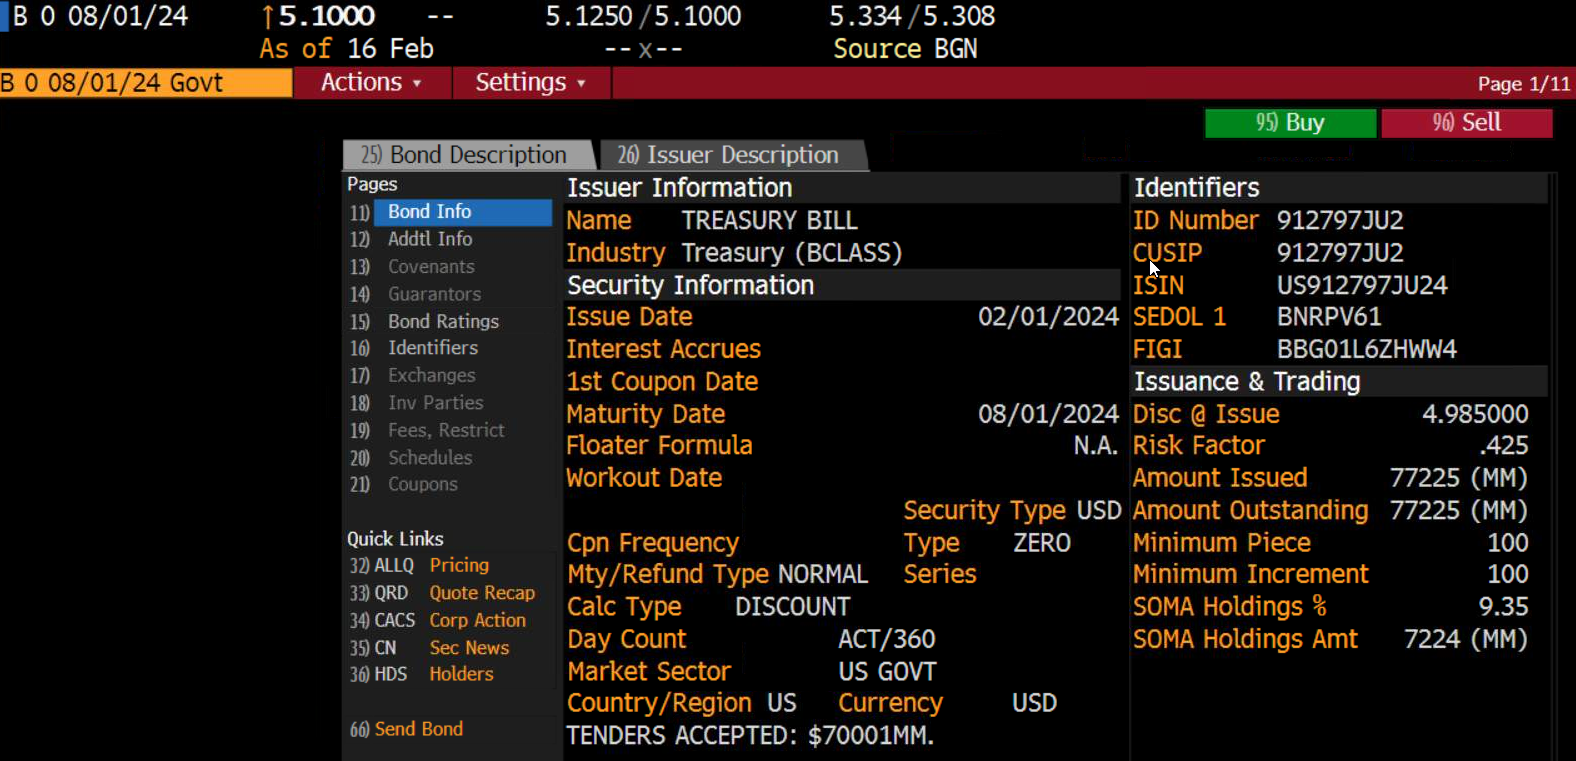 B 0 08/01/24 ↑5.1000 -- 5.1250/5.1000 5.334/5.308
As of 16 Feb --x-- Source BGN
B 0 08/01/24 Govt Actions ▾ Settings ▾ Page 1/11
95) Buy 96) Sell
25) Bond Description 26) Issuer Description
Pages
11) Bond Info
12) Addtl Info
13) Covenants
14) Guarantors
15) Bond Ratings
16) Identifiers
17) Exchanges
18) Inv Parties
19) Fees, Restrict
20) Schedules
21) Coupons
Quick Links
32) ALLQ Pricing
33) QRD Quote Recap
34) CACS Corp Action
35) CN Sec News
36) HDS Holders
66) Send Bond
Issuer Information
Name TREASURY BILL
Industry Treasury (BCLASS)
Security Information
Issue Date 02/01/2024
Interest Accrues
1st Coupon Date
Maturity Date 08/01/2024
Floater Formula N.A.
Workout Date
Security Type USD
Cpn Frequency Type ZERO
Mty/Refund Type NORMAL Series
Calc Type DISCOUNT
Day Count ACT/360
Market Sector US GOVT
Country/Region US Currency USD
TENDERS ACCEPTED: $70001MM.
Identifiers
ID Number 912797JU2
CUSIP 912797JU2
ISIN US912797JU24
SEDOL 1 BNRPV61
FIGI BBG01L6ZHWW4
Issuance & Trading
Disc @ Issue 4.985000
Risk Factor .425
Amount Issued 77225 (MM)
Amount Outstanding 77225 (MM)
Minimum Piece 100
Minimum Increment 100
SOMA Holdings % 9.35
SOMA Holdings Amt 7224 (MM)